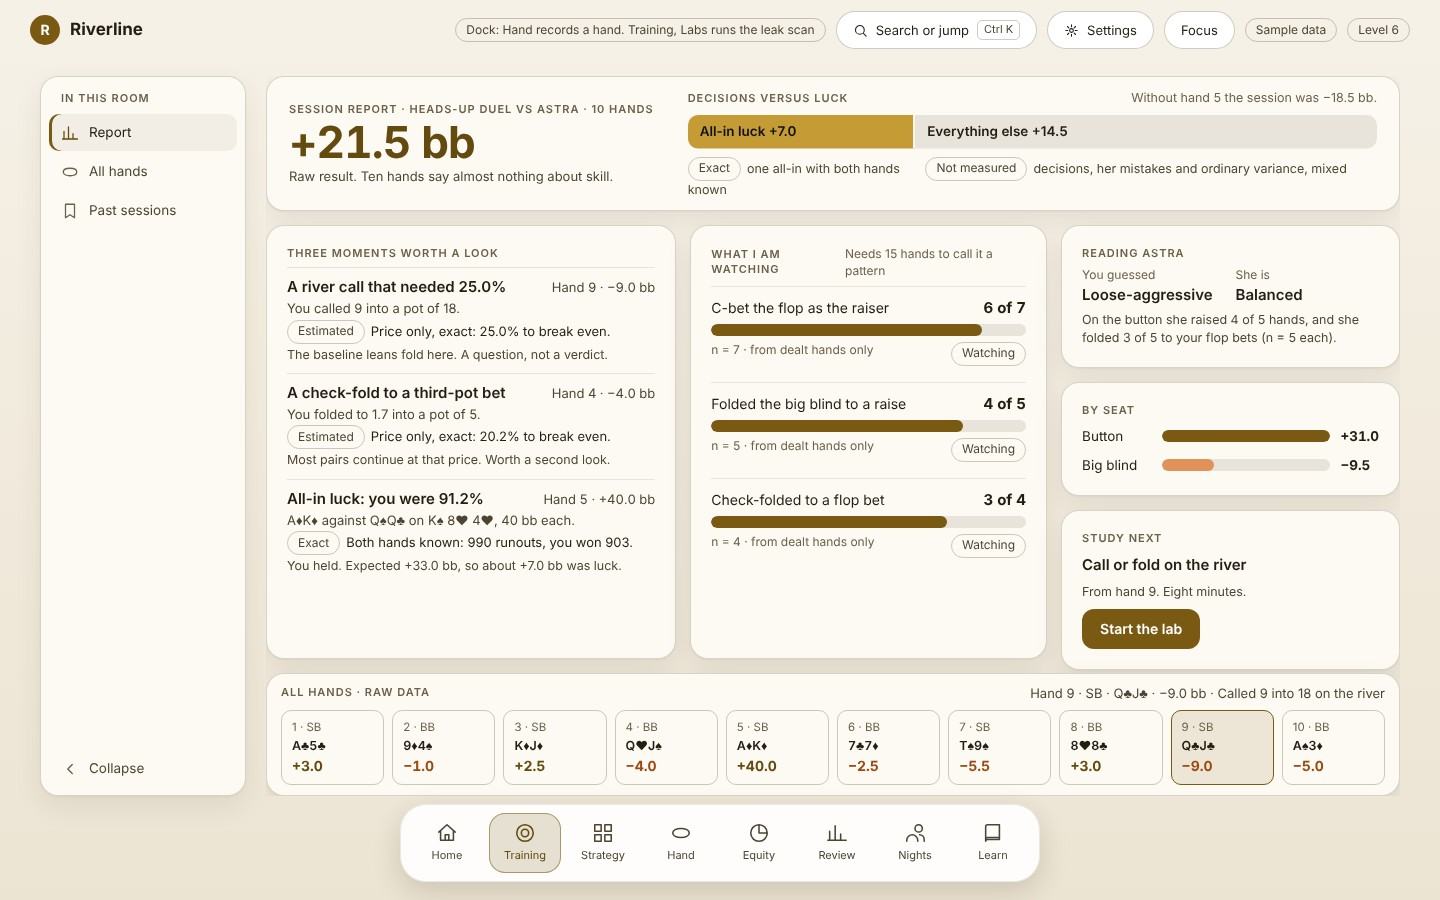 R Riverline
Dock: Hand records a hand. Training, Labs runs the leak scan
Search or jump Ctrl K
Settings
Focus
Sample data
Level 6
IN THIS ROOM
Report
All hands
Past sessions
Collapse
SESSION REPORT · HEADS-UP DUEL VS ASTRA · 10 HANDS
+21.5 bb
Raw result. Ten hands say almost nothing about skill.
DECISIONS VERSUS LUCK
Without hand 5 the session was −18.5 bb.
All-in luck +7.0
Everything else +14.5
Exact one all-in with both hands
known
Not measured decisions, her mistakes and ordinary variance, mixed
THREE MOMENTS WORTH A LOOK
A river call that needed 25.0% Hand 9 · −9.0 bb
You called 9 into a pot of 18.
Estimated Price only, exact: 25.0% to break even.
The baseline leans fold here. A question, not a verdict.
A check-fold to a third-pot bet Hand 4 · −4.0 bb
You folded to 1.7 into a pot of 5.
Estimated Price only, exact: 20.2% to break even.
Most pairs continue at that price. Worth a second look.
All-in luck: you were 91.2% Hand 5 · +40.0 bb
A♦K♦ against Q♠Q♣ on K♠ 8♥ 4♥, 40 bb each.
Exact Both hands known: 990 runouts, you won 903.
You held. Expected +33.0 bb, so about +7.0 bb was luck.
WHAT I AM
WATCHING
Needs 15 hands to call it a
pattern
C-bet the flop as the raiser 6 of 7
n = 7 · from dealt hands only Watching
Folded the big blind to a raise 4 of 5
n = 5 · from dealt hands only Watching
Check-folded to a flop bet 3 of 4
n = 4 · from dealt hands only Watching
READING ASTRA
You guessed She is
Loose-aggressive Balanced
On the button she raised 4 of 5 hands, and she
folded 3 of 5 to your flop bets (n = 5 each).
BY SEAT
Button +31.0
Big blind −9.5
STUDY NEXT
Call or fold on the river
From hand 9. Eight minutes.
Start the lab
ALL HANDS · RAW DATA
Hand 9 · SB · Q♣J♣ · −9.0 bb · Called 9 into 18 on the river
1 · SB
A♣5♣
+3.0
2 · BB
9♦4♠
−1.0
3 · SB
K♦J♦
+2.5
4 · BB
Q♥J♠
−4.0
5 · SB
A♦K♦
+40.0
6 · BB
7♣7♦
−2.5
7 · SB
T♠9♠
−5.5
8 · BB
8♥8♣
+3.0
9 · SB
Q♣J♣
−9.0
10 · BB
A♠3♦
−5.0
Home
Training
Strategy
Hand
Equity
Review
Nights
Learn